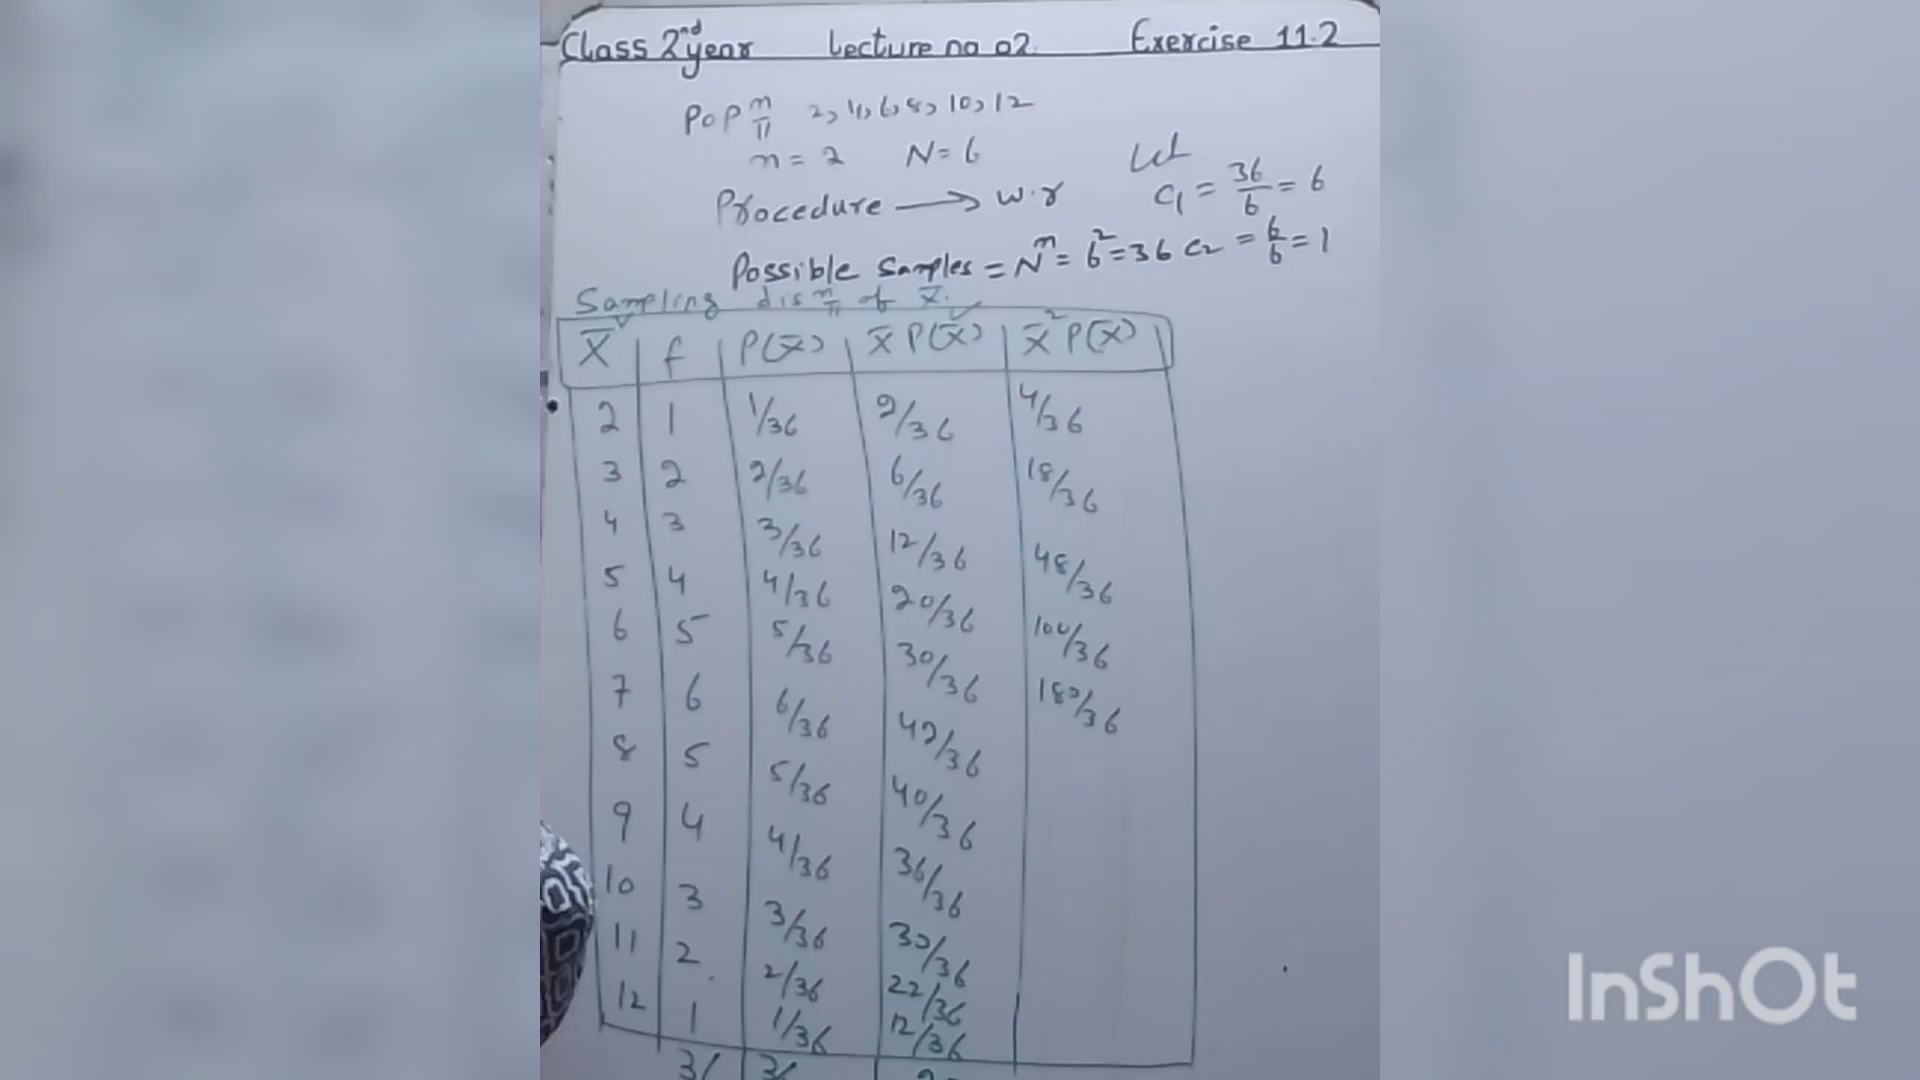 Class 2nd year Lecture no 02. Exercise 11.2
Popn 2, 4, 6, 8, 10, 12
n = 2 N = 6
Procedure → w.r C1 = 36/6 = 6
Possible Samples = N^n = 6^2 = 36 C2 = 6/6 = 1
Sampling disn of X̄.
X̄ f P(X̄) X̄ P(X̄) X̄² P(X̄)
2 1 1/36 2/36 4/36
3 2 2/36 6/36 18/36
4 3 3/36 12/36 48/36
5 4 4/36 20/36 100/36
6 5 5/36 30/36 180/36
7 6 6/36 42/36
8 5 5/36 40/36
9 4 4/36 36/36
10 3 3/36 30/36
11 2 2/36 22/36
12 1 1/36 12/36
InShOt